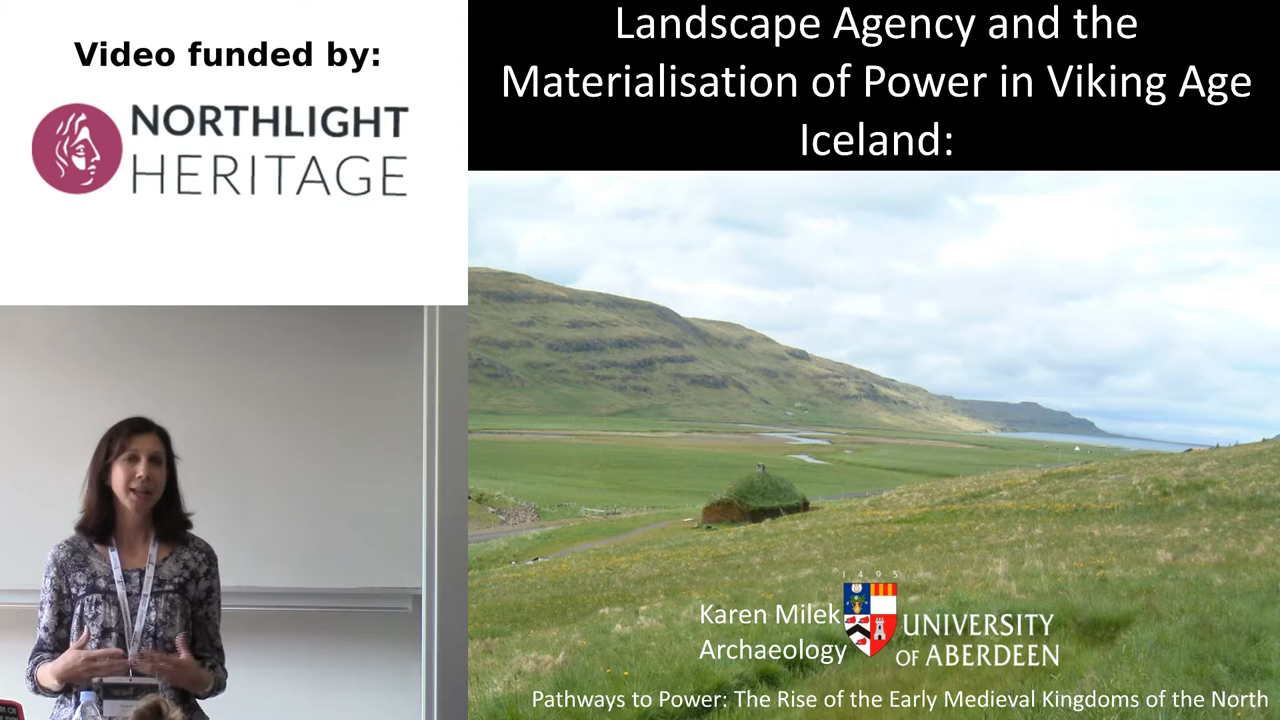 Video funded by:
NORTHLIGHT
HERITAGE
Landscape Agency and the
Materialisation of Power in Viking Age
Iceland:
1495
Karen Milek
Archaeology
UNIVERSITY
OF ABERDEEN
Pathways to Power: The Rise of the Early Medieval Kingdoms of the North